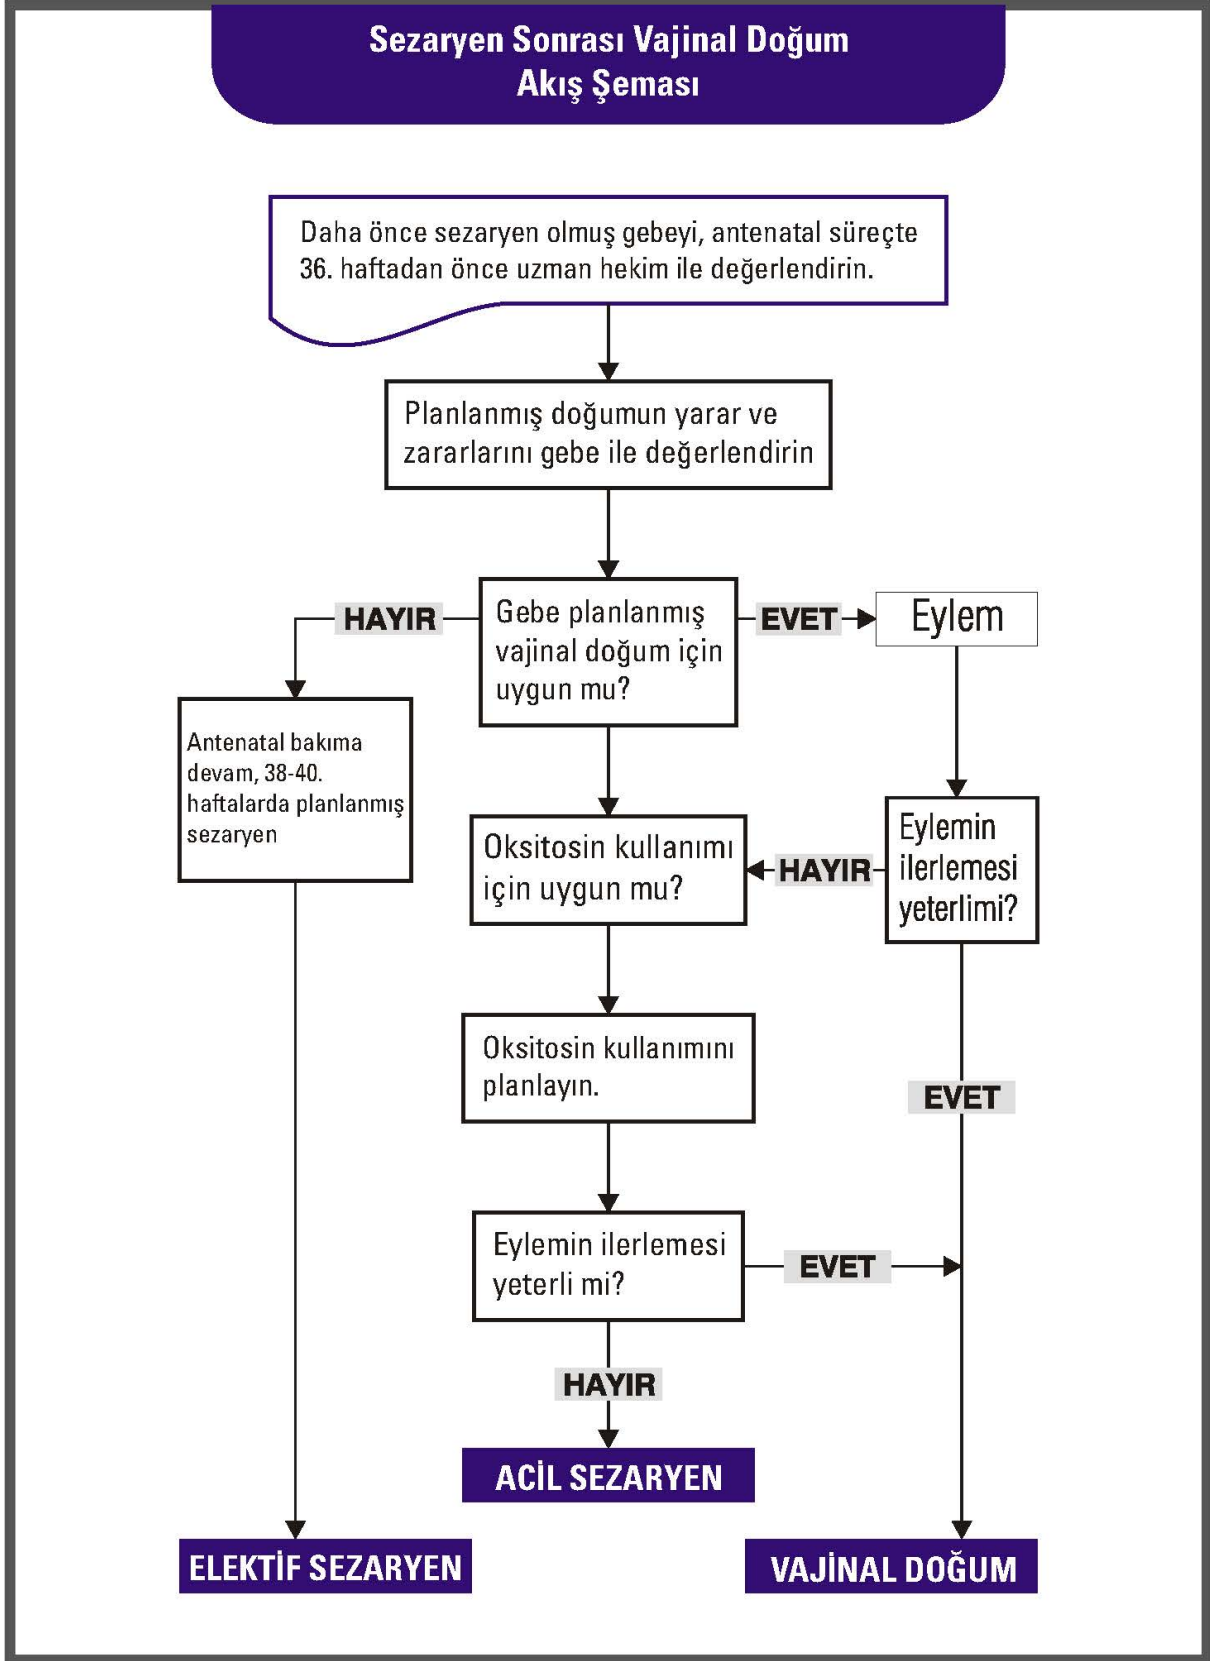 Sezaryen Sonrası Vajinal Doğum
Akış Şeması
Daha önce sezaryen olmuş gebeyi, antenatal süreçte
36. haftadan önce uzman hekim ile değerlendirin.
Planlanmış doğumun yarar ve
zararlarını gebe ile değerlendirin
HAYIR
Gebe planlanmış
vajinal doğum için
uygun mu?
EVET
Eylem
Antenatal bakıma
devam, 38-40.
haftalarda planlanmış
sezaryen
Oksitosin kullanımı
için uygun mu?
HAYIR
Eylemin
ilerlemesi
yeterlimi?
Oksitosin kullanımını
planlayın.
EVET
Eylemin ilerlemesi
yeterli mi?
EVET
HAYIR
ACİL SEZARYEN
ELEKTİF SEZARYEN
VAJİNAL DOĞUM